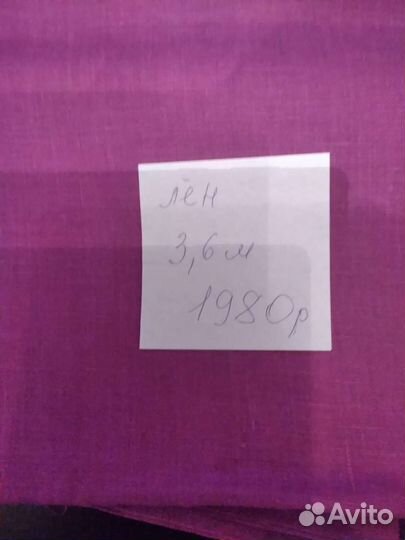 лён
3,6 м
1980р
Avito